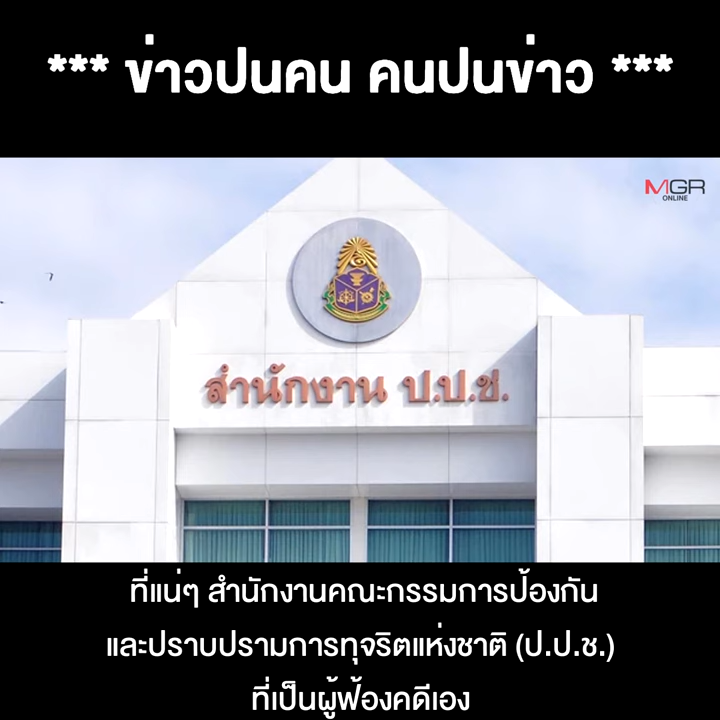 *** ข่าวปนคน คนปนข่าว ***
MGR
ONLINE
สำนักงาน ป.ป.ช.
ที่แน่ๆ สำนักงานคณะกรรมการป้องกัน
และปราบปรามการทุจริตแห่งชาติ (ป.ป.ช.)
ที่เป็นผู้ฟ้องคดีเอง